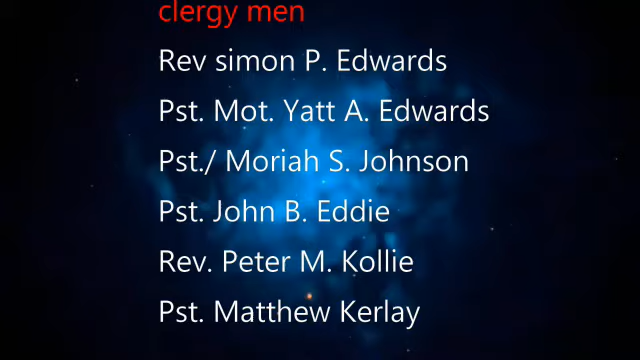 clergy men
Rev simon P. Edwards
Pst. Mot. Yatt A. Edwards
Pst./ Moriah S. Johnson
Pst. John B. Eddie
Rev. Peter M. Kollie
Pst. Matthew Kerlay